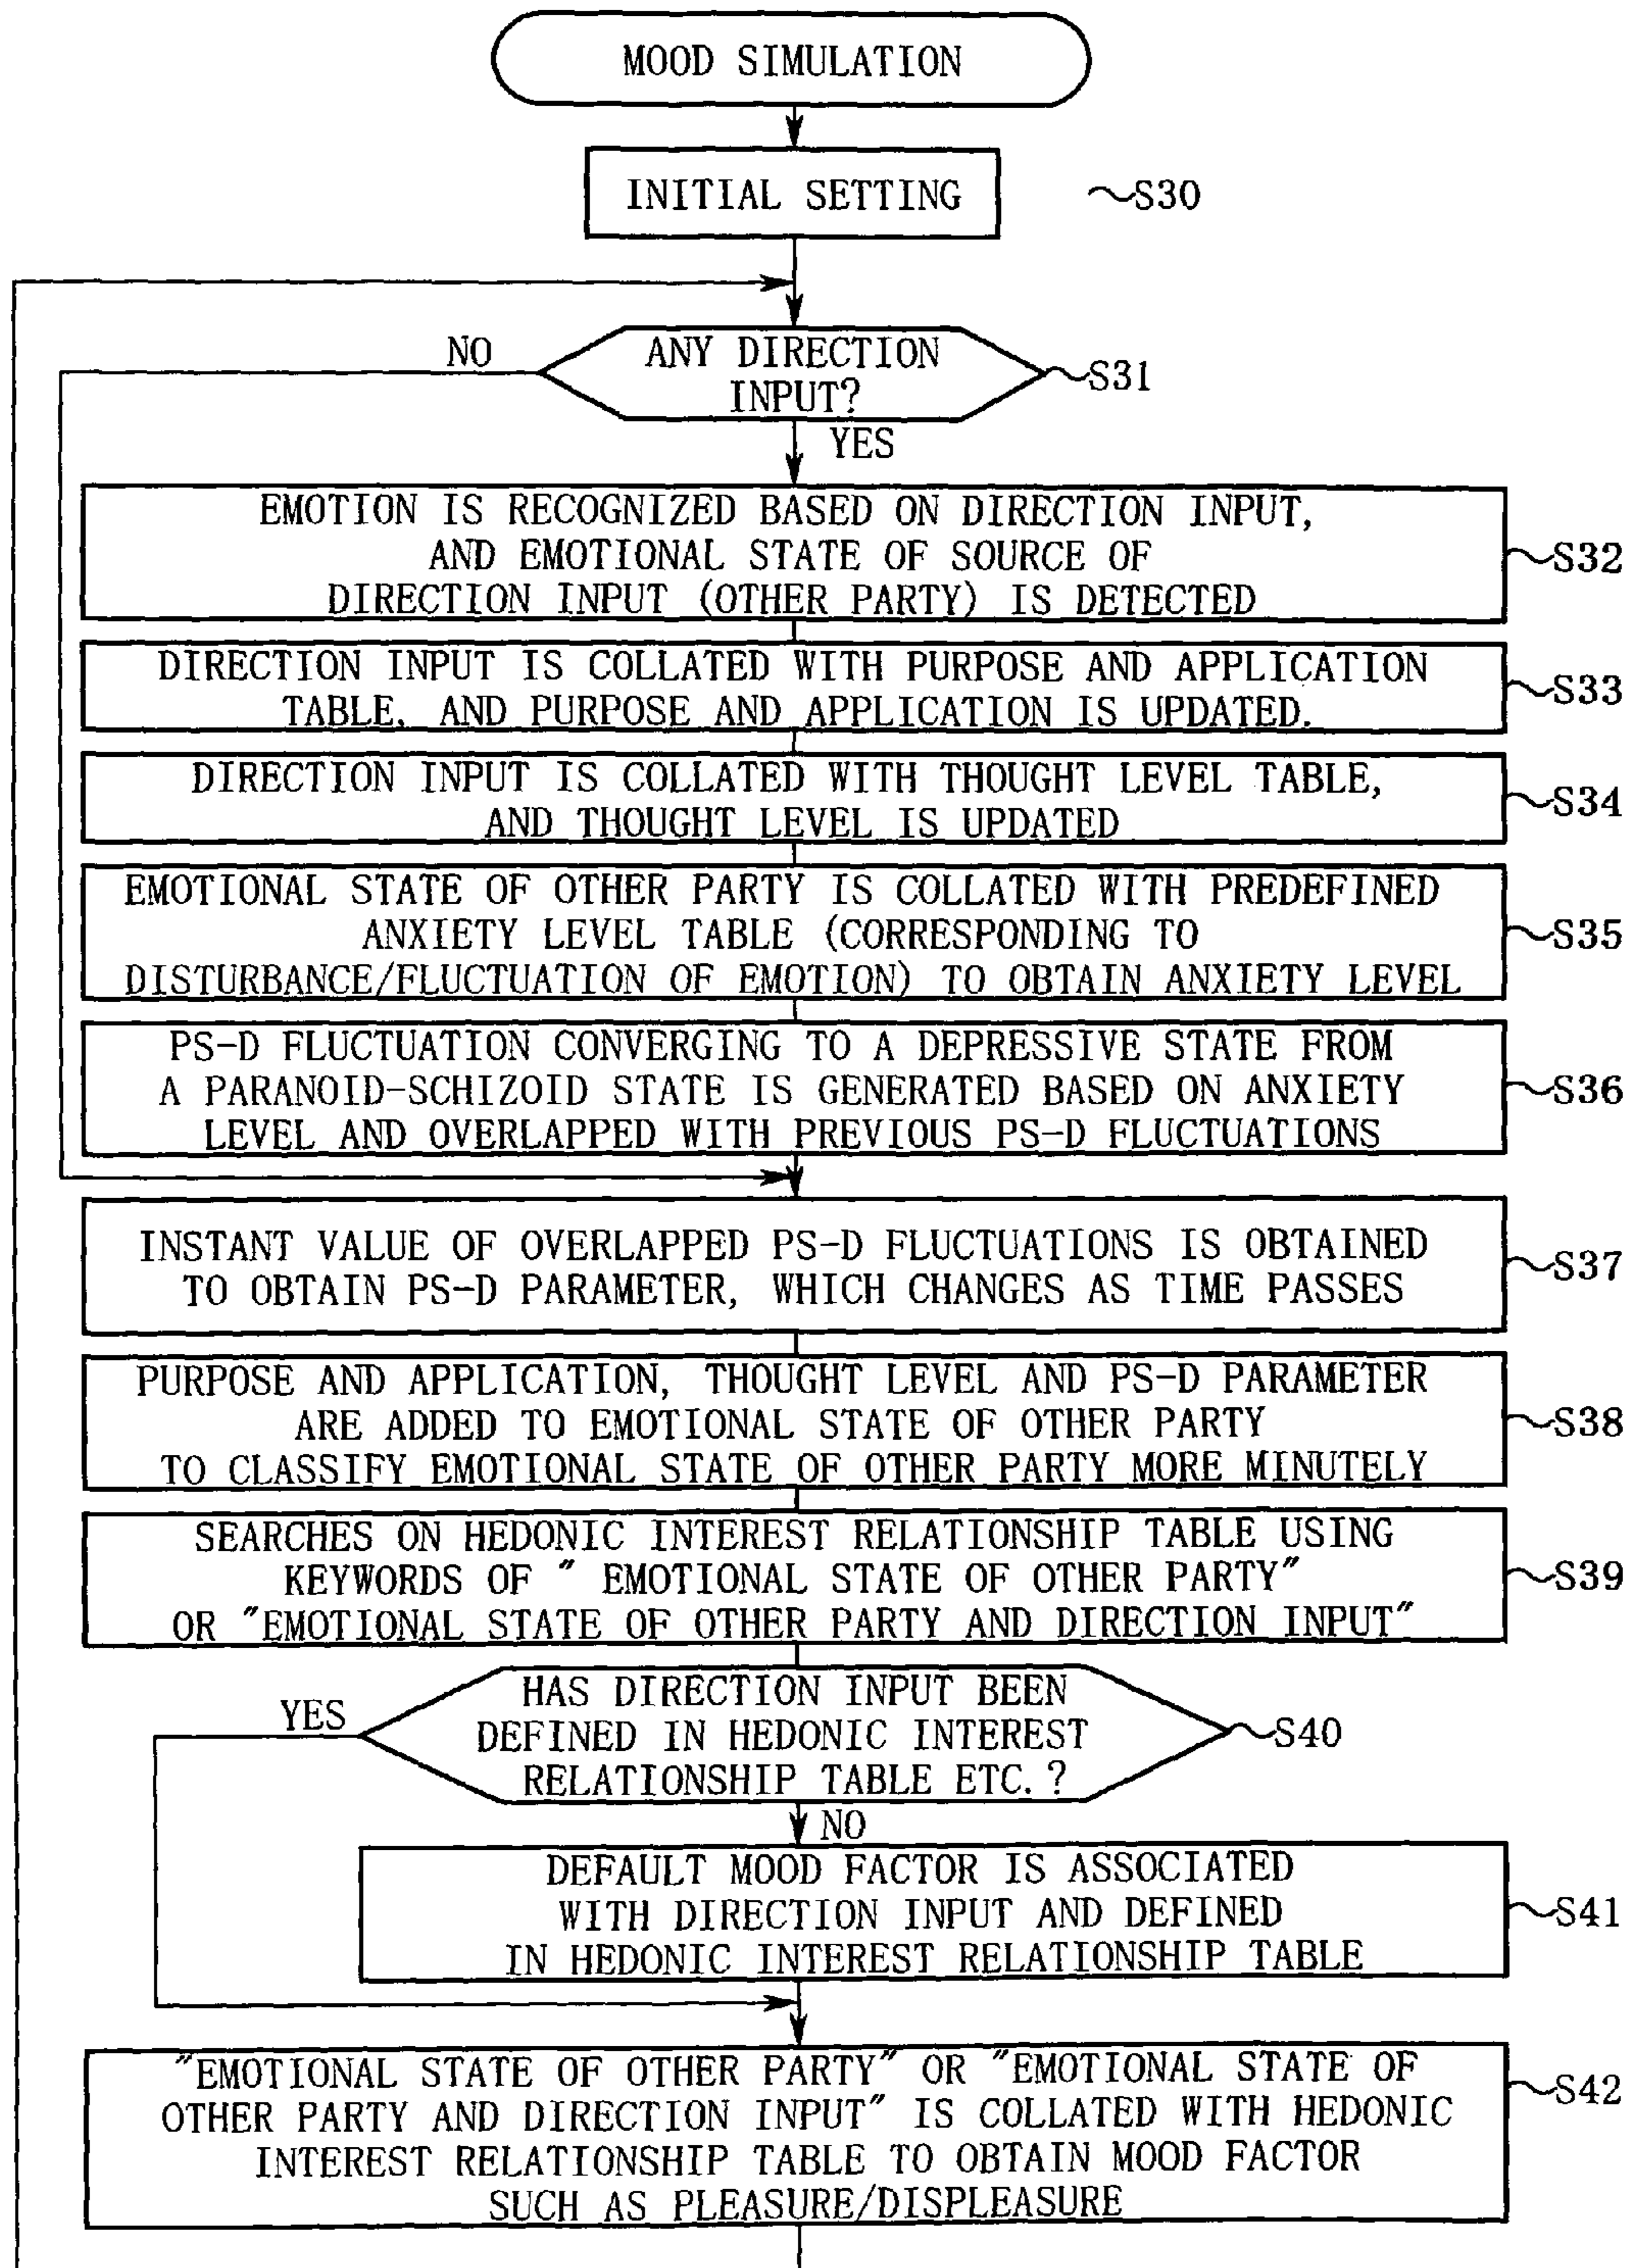 MOOD SIMULATION
INITIAL SETTING
S30
NO
ANY DIRECTION
INPUT?
S31
YES
EMOTION IS RECOGNIZED BASED ON DIRECTION INPUT,
AND EMOTIONAL STATE OF SOURCE OF
DIRECTION INPUT (OTHER PARTY) IS DETECTED
S32
DIRECTION INPUT IS COLLATED WITH PURPOSE AND APPLICATION
TABLE, AND PURPOSE AND APPLICATION IS UPDATED.
S33
DIRECTION INPUT IS COLLATED WITH THOUGHT LEVEL TABLE,
AND THOUGHT LEVEL IS UPDATED
S34
EMOTIONAL STATE OF OTHER PARTY IS COLLATED WITH PREDEFINED
ANXIETY LEVEL TABLE (CORRESPONDING TO
DISTURBANCE/FLUCTUATION OF EMOTION) TO OBTAIN ANXIETY LEVEL
S35
PS-D FLUCTUATION CONVERGING TO A DEPRESSIVE STATE FROM
A PARANOID-SCHIZOID STATE IS GENERATED BASED ON ANXIETY
LEVEL AND OVERLAPPED WITH PREVIOUS PS-D FLUCTUATIONS
S36
INSTANT VALUE OF OVERLAPPED PS-D FLUCTUATIONS IS OBTAINED
TO OBTAIN PS-D PARAMETER, WHICH CHANGES AS TIME PASSES
S37
PURPOSE AND APPLICATION, THOUGHT LEVEL AND PS-D PARAMETER
ARE ADDED TO EMOTIONAL STATE OF OTHER PARTY
TO CLASSIFY EMOTIONAL STATE OF OTHER PARTY MORE MINUTELY
S38
SEARCHES ON HEDONIC INTEREST RELATIONSHIP TABLE USING
KEYWORDS OF " EMOTIONAL STATE OF OTHER PARTY"
OR "EMOTIONAL STATE OF OTHER PARTY AND DIRECTION INPUT"
S39
YES
HAS DIRECTION INPUT BEEN
DEFINED IN HEDONIC INTEREST
RELATIONSHIP TABLE ETC. ?
S40
NO
DEFAULT MOOD FACTOR IS ASSOCIATED
WITH DIRECTION INPUT AND DEFINED
IN HEDONIC INTEREST RELATIONSHIP TABLE
S41
"EMOTIONAL STATE OF OTHER PARTY" OR "EMOTIONAL STATE OF
OTHER PARTY AND DIRECTION INPUT" IS COLLATED WITH HEDONIC
INTEREST RELATIONSHIP TABLE TO OBTAIN MOOD FACTOR
SUCH AS PLEASURE/DISPLEASURE
S42